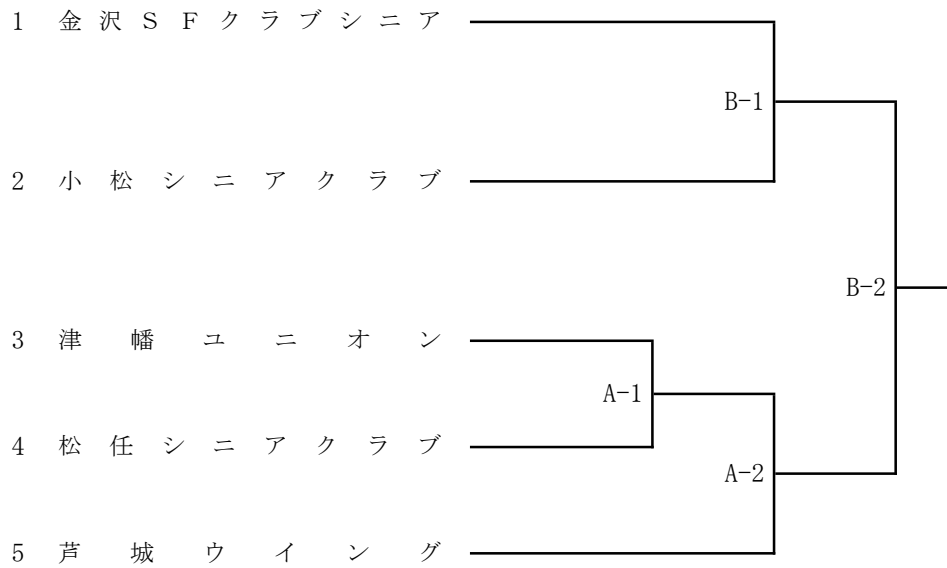 1 金沢ＳＦクラブシニア
B-1
2 小松シニアクラブ
B-2
3 津幡ユニオン
A-1
4 松任シニアクラブ
A-2
5 芦城ウイング